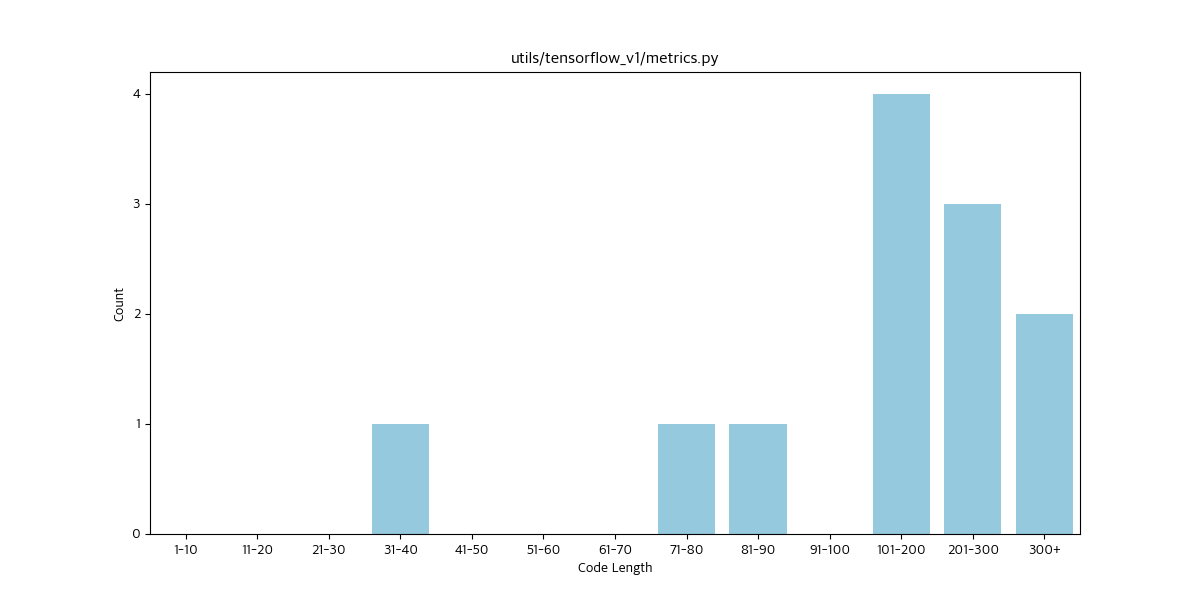 utils/tensorflow_v1/metrics.py
4
3
2
1
0
Count
1-10 11-20 21-30 31-40 41-50 51-60 61-70 71-80 81-90 91-100 101-200 201-300 300+
Code Length